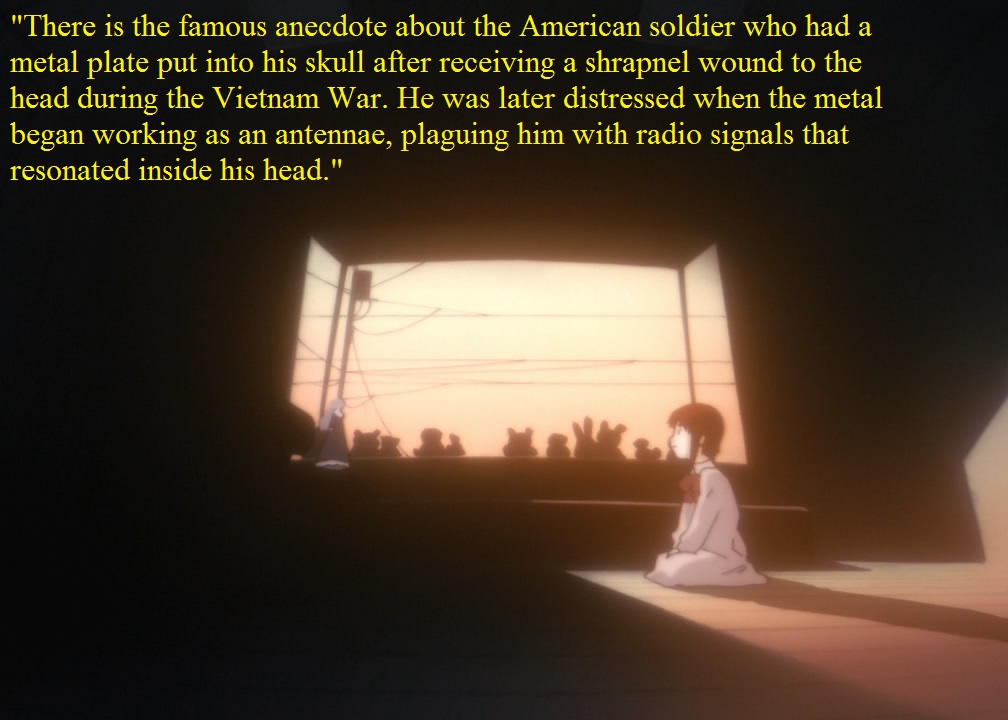 "There is the famous anecdote about the American soldier who had a
metal plate put into his skull after receiving a shrapnel wound to the
head during the Vietnam War. He was later distressed when the metal
began working as an antennae, plaguing him with radio signals that
resonated inside his head."